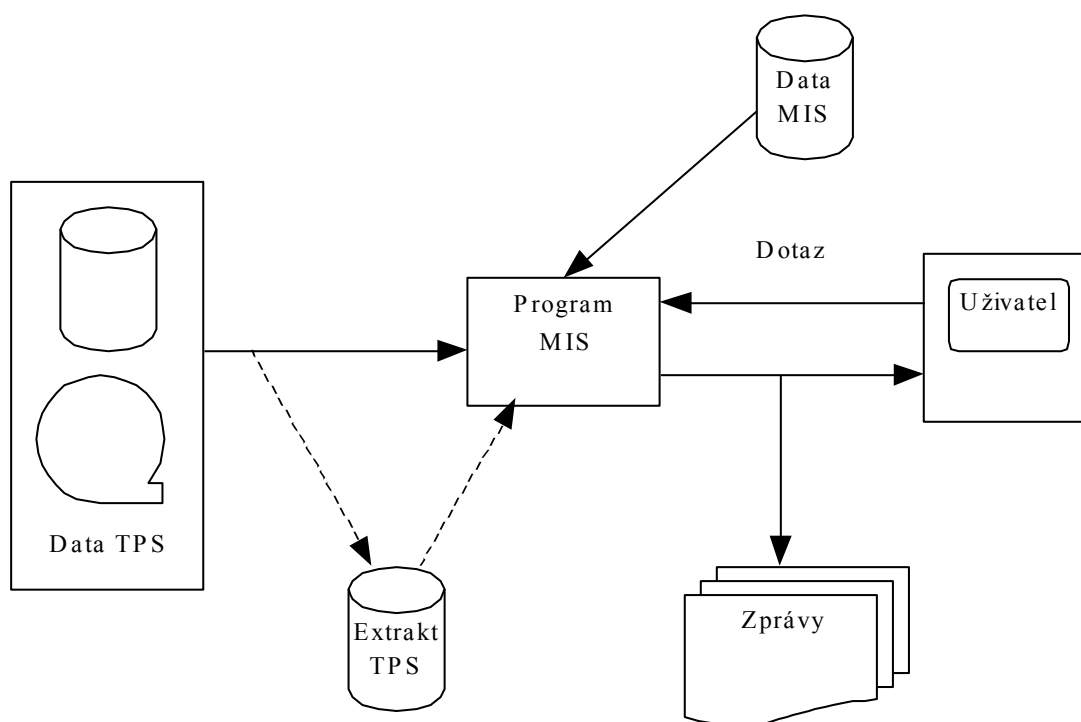 Data
MIS
Dotaz
Uživatel
Program
MIS
Data TPS
Extrakt
TPS
Zprávy